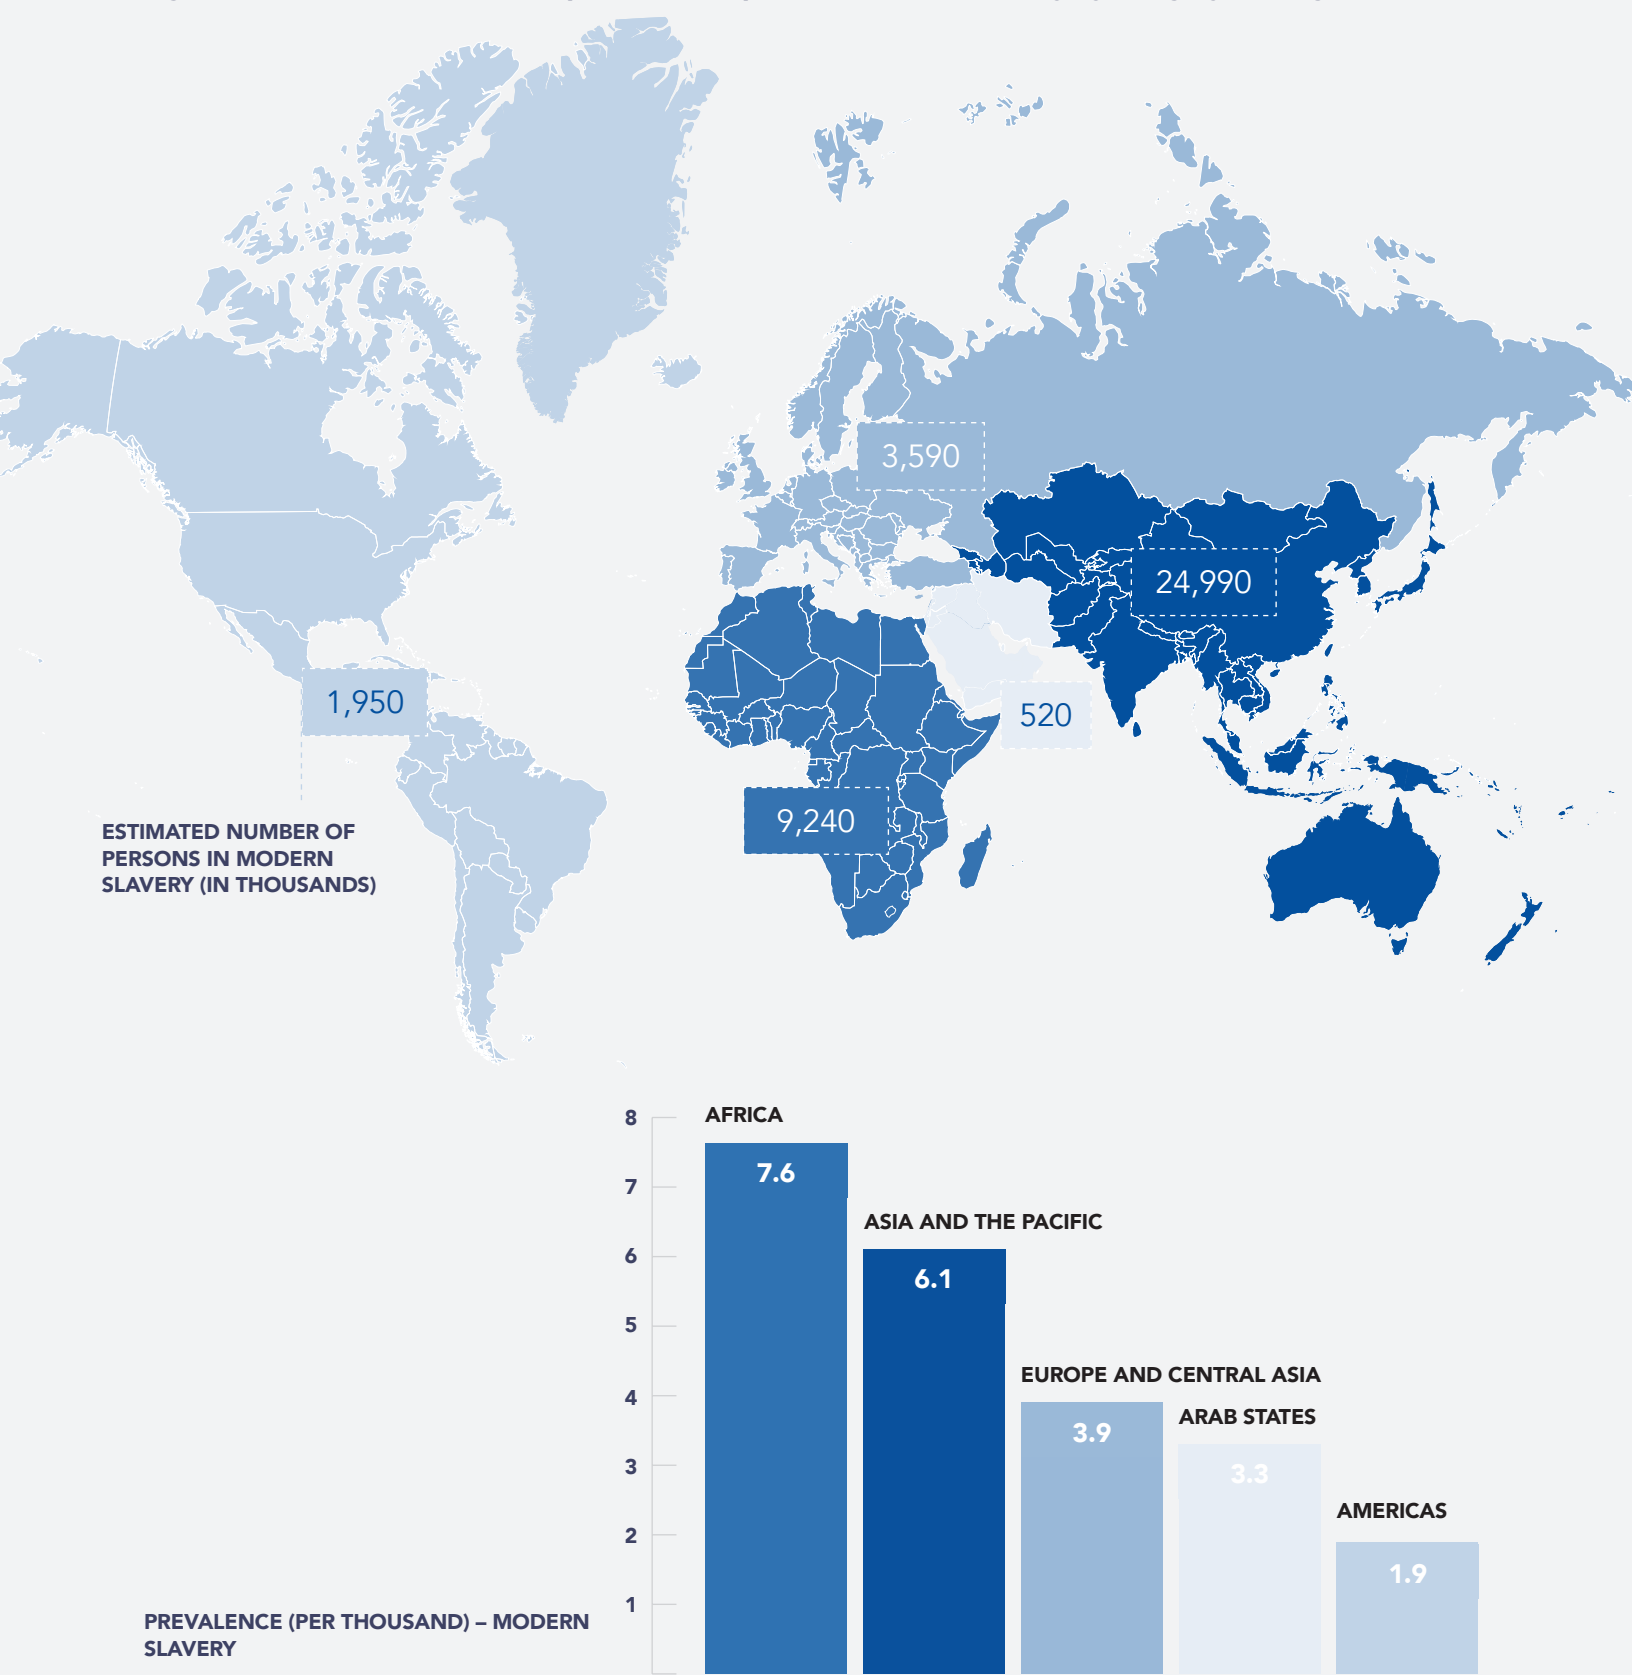 3,590
24,990
1,950
520
9,240
ESTIMATED NUMBER OF
PERSONS IN MODERN
SLAVERY (IN THOUSANDS)
8
AFRICA
7.6
7
ASIA AND THE PACIFIC
6
6.1
5
EUROPE AND CENTRAL ASIA
4
ARAB STATES
3.9
3
3.3
AMERICAS
2
1.9
1
PREVALENCE (PER THOUSAND) – MODERN
SLAVERY